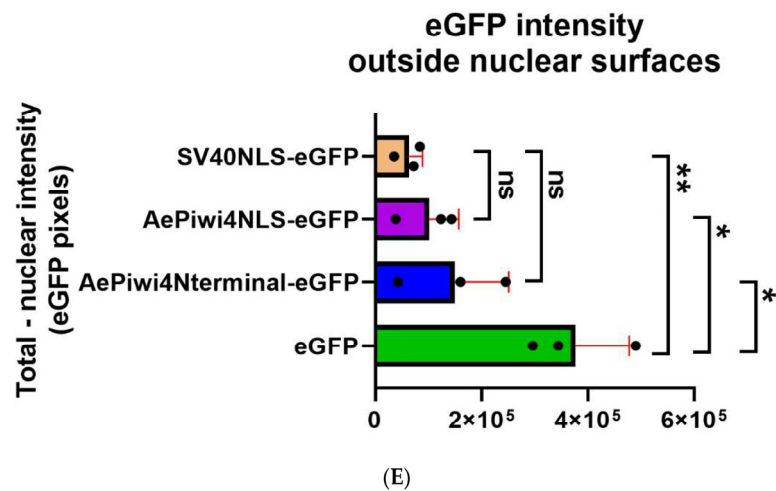 eGFP intensity
outside nuclear surfaces
Total - nuclear intensity
(eGFP pixels)
SV40NLS-eGFP
AePiwi4NLS-eGFP
AePiwi4Nterminal-eGFP
eGFP
ns
ns
**
*
*
0
2×10⁵
4×10⁵
6×10⁵
(E)